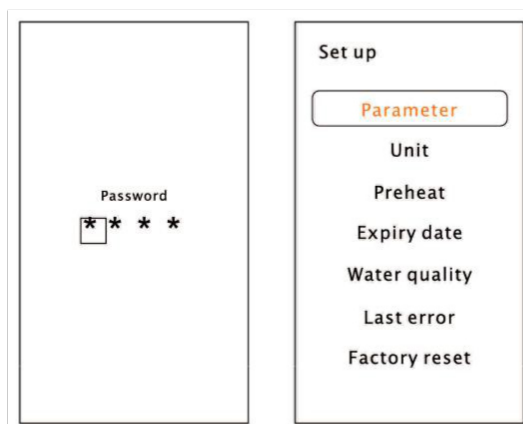 Password
* * * *
Set up
Parameter
Unit
Preheat
Expiry date
Water quality
Last error
Factory reset